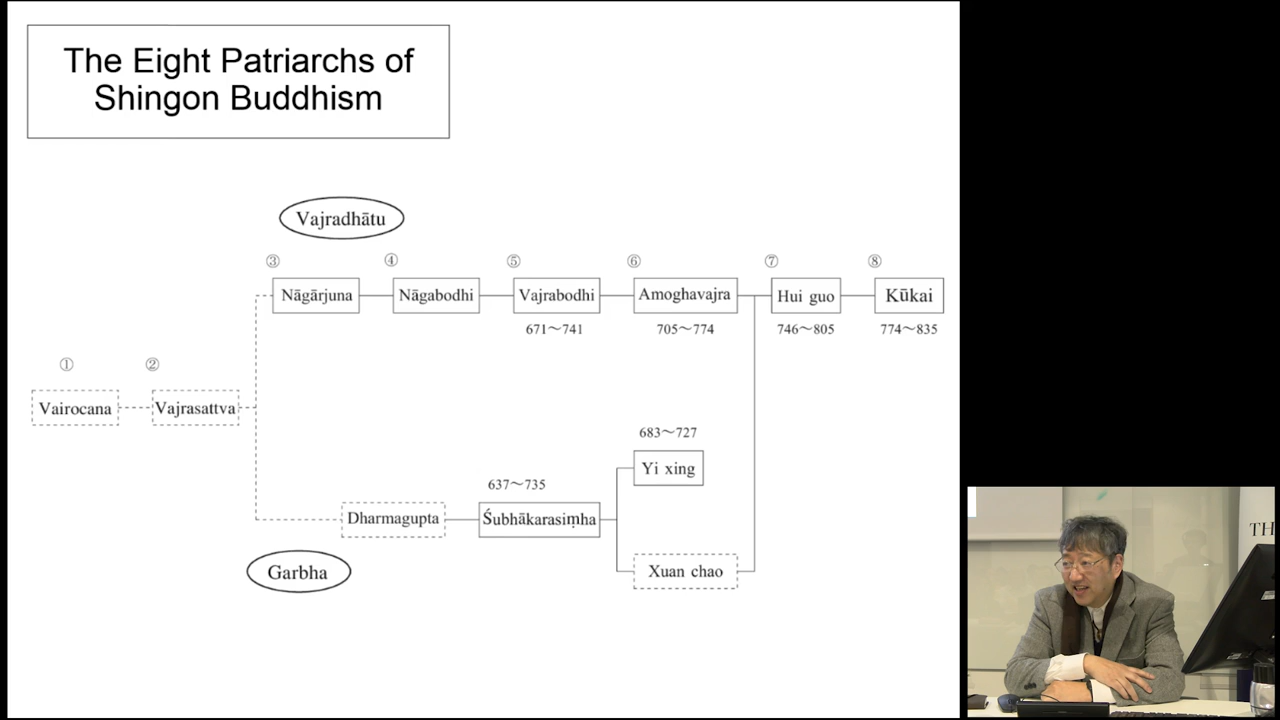 The Eight Patriarchs of
Shingon Buddhism
Vajradhātu
③ ④ ⑤ ⑥ ⑦ ⑧
Nāgārjuna Nāgabodhi Vajrabodhi Amoghavajra Hui guo Kūkai
671〜741 705〜774 746〜805 774〜835
① ②
Vairocana Vajrasattva
683〜727
Yi xing
637〜735
Dharmagupta Śubhākarasiṃha
Garbha
Xuan chao
TH